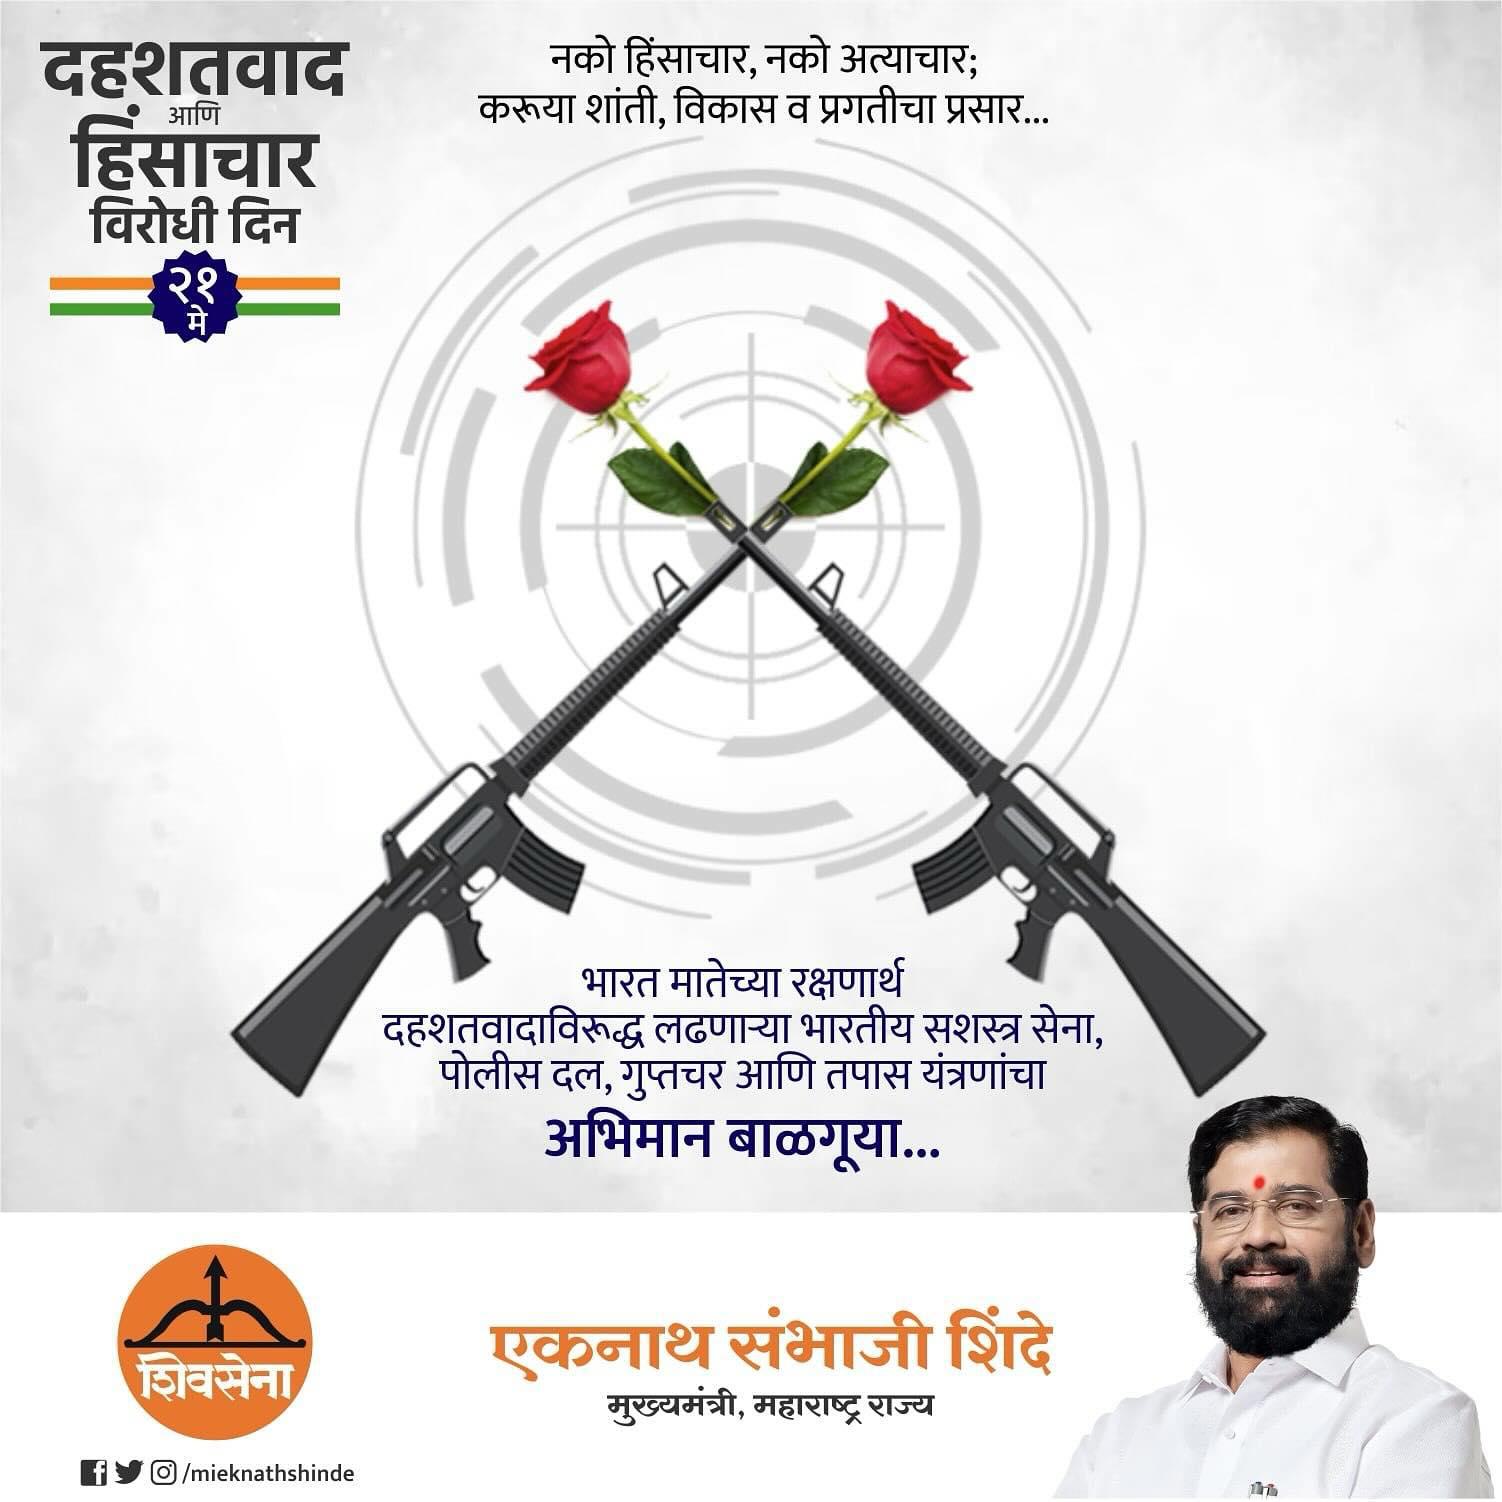 दहशतवाद
आणि
हिंसाचार
विरोधी दिन
२१
मे
नको हिंसाचार, नको अत्याचार;
करूया शांती, विकास व प्रगतीचा प्रसार...
भारत मातेच्या रक्षणार्थ
दहशतवादाविरूद्ध लढणाऱ्या भारतीय सशस्त्र सेना,
पोलीस दल, गुप्तचर आणि तपास यंत्रणांचा
अभिमान बाळगूया...
शिवसेना
एकनाथ संभाजी शिंदे
मुख्यमंत्री, महाराष्ट्र राज्य
/mieknathshinde